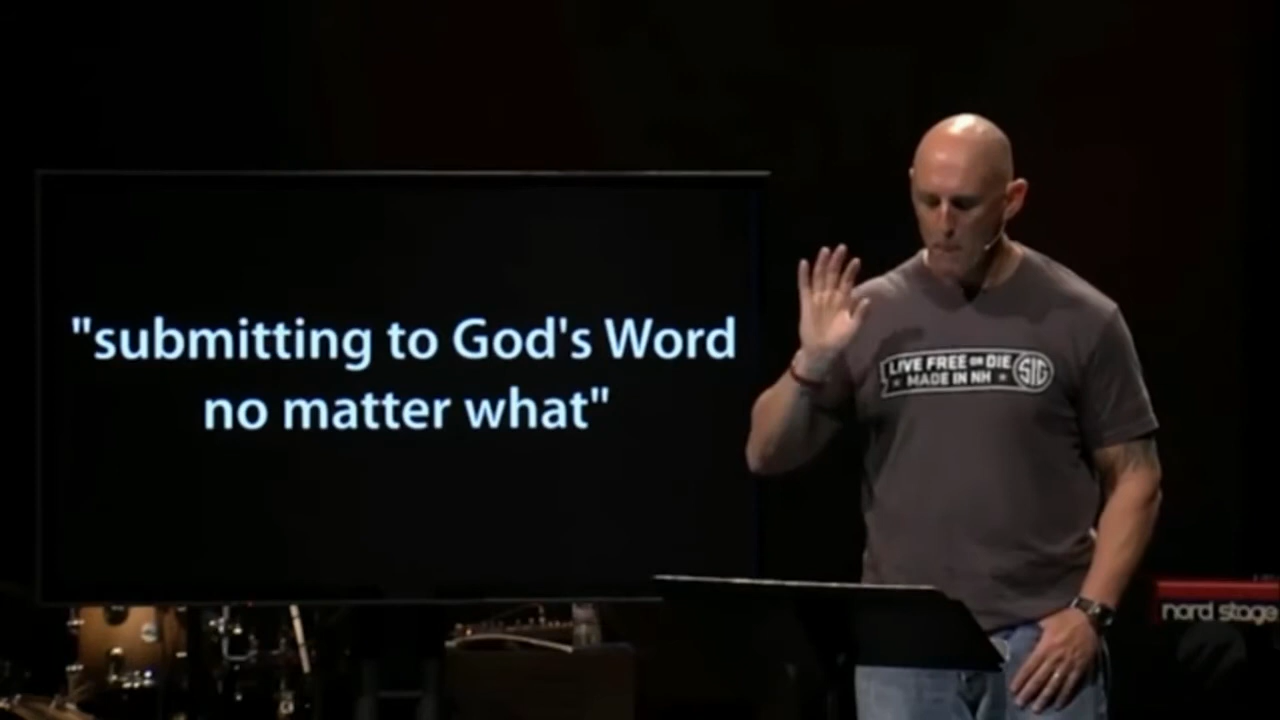 "submitting to God's Word
no matter what"
LIVE FREE OR DIE
MADE IN NH
SIG
nord stage